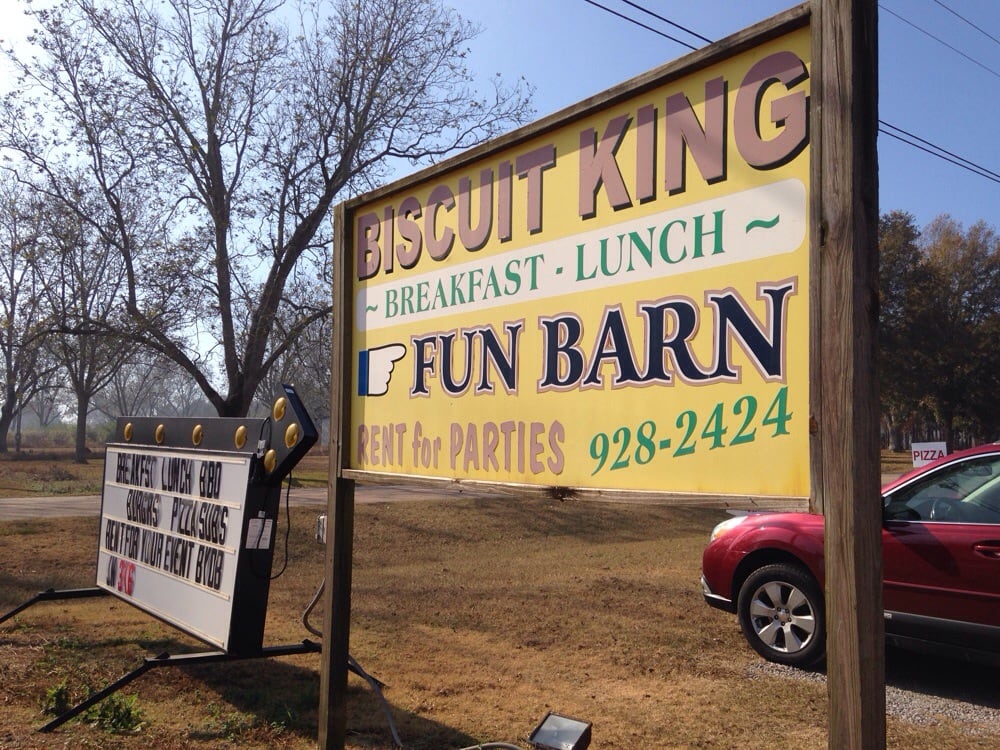 BISCUIT KING
~ BREAKFAST - LUNCH ~
FUN BARN
RENT for PARTIES 928-2424
BREAKFST LUNCH BBQ
BURGRS PIZZA SUBS
RENT FOR YOUR EVENT BYOB
PIZZA